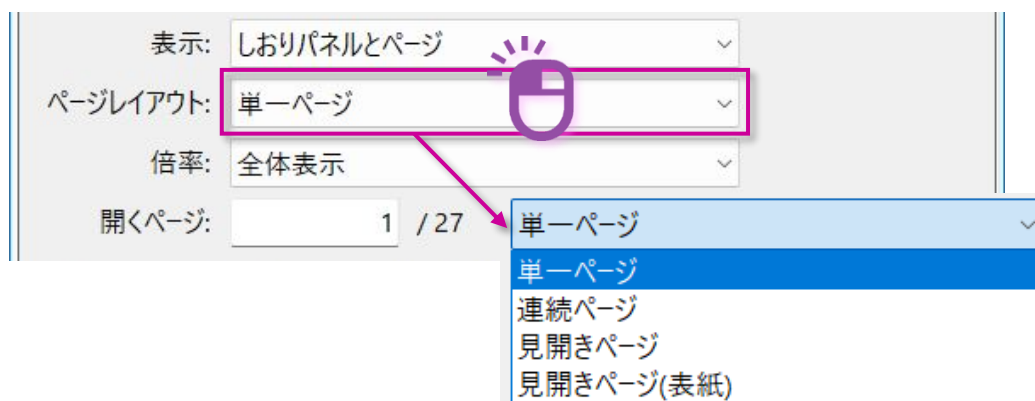 表示: しおりパネルとページ
ページレイアウト: 単一ページ
倍率: 全体表示
開くページ: 1 / 27
単一ページ
単一ページ
連続ページ
見開きページ
見開きページ(表紙)